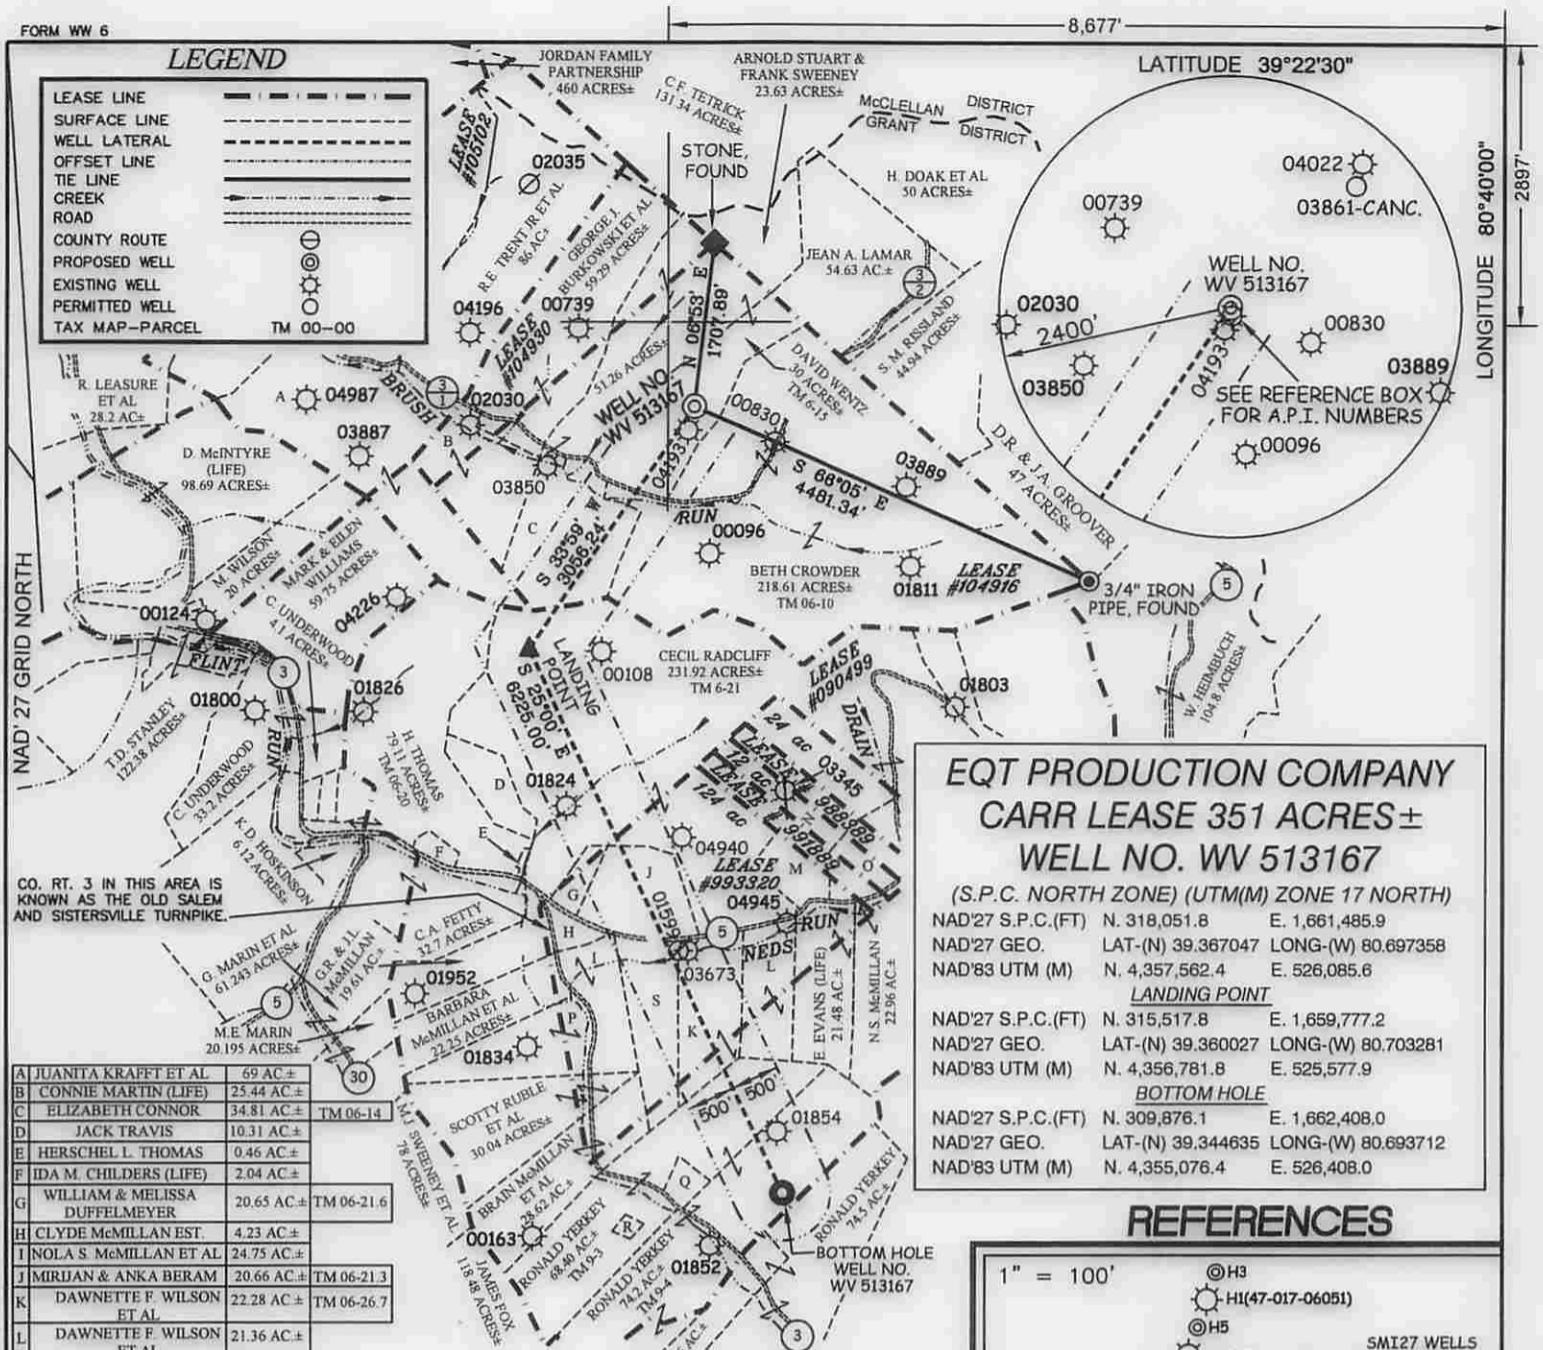 FORM WW 6
8,677'
LEGEND
LEASE LINE
SURFACE LINE
WELL LATERAL
OFFSET LINE
TIE LINE
CREEK
ROAD
COUNTY ROUTE
PROPOSED WELL
EXISTING WELL
PERMITTED WELL
TAX MAP-PARCEL TM 00-00
JORDAN FAMILY
PARTNERSHIP
460 ACRES±
ARNOLD STUART &
FRANK SWEENEY
23.63 ACRES±
C.F. TETRICK
131.34 ACRES±
McCLELLAN DISTRICT
GRANT DISTRICT
LEASE
#105102
02035
STONE,
FOUND
H. DOAK ET AL
50 ACRES±
R.E. TRENT JR ET AL
86 AC±
GEORGE J.
BURKOWSKI ET AL
59.29 ACRES±
JEAN A. LAMAR
54.63 AC.±
3
2
S. M. RISSLAND
44.94 ACRES±
LATITUDE 39°22'30"
LONGITUDE 80°40'00"
2897'
04022
03861-CANC.
00739
WELL NO.
WV 513167
02030
2400'
00830
03850
04193
03889
SEE REFERENCE BOX
FOR A.P.I. NUMBERS
00096
04196
00739
LEASE
#104930
N 06°53' E
1707.89'
51.26 ACRES±
DAVID WENTZ
30 ACRES±
TM 6-15
WELL NO.
WV 513167
R. LEASURE
ET AL
28.2 AC±
A
04987
BRUSH
3
1
02030
B
00830
03887
D. McINTYRE
(LIFE)
98.69 ACRES±
03850
04193
03889
S 68°05' E
4481.34'
D.R. & J.A. GROOVER
47 ACRES±
RUN
00096
C
S 33°59' W
3056.24'
NAD' 27 GRID NORTH
M. WILSON
20 ACRES±
MARK & EILEN
WILLIAMS
59.75 ACRES±
C. UNDERWOOD
4.1 ACRES±
04226
BETH CROWDER
218.61 ACRES±
TM 06-10
01811
LEASE
#104916
3/4" IRON
PIPE, FOUND
5
00124
FLINT
3
LANDING
POINT
S 25°00' E
6225.00'
00108
CECIL RADCLIFF
231.92 ACRES±
TM 6-21
LEASE
#090499
W. HEIMBUCH
104.8 ACRES±
01800
01826
01803
T.D. STANLEY
122.38 ACRES±
RUN
H. THOMAS
79.11 ACRES±
TM 06-20
DRAIN
C. UNDERWOOD
33.2 ACRES±
D
01824
24 ac
LEASE
12 ac
LEASE
124 ac
03345
988989
991889
N
K.D. HOSKINSON
6.12 ACRES±
E
F
04940
LEASE
#993320
M
O
J
G
04945
CO. RT. 3 IN THIS AREA IS
KNOWN AS THE OLD SALEM
AND SISTERSVILLE TURNPIKE.
01599
5
RUN
NEDS
C.A. FETTY
32.7 ACRES±
H
I
03673
L
G. MARIN ET AL
61.243 ACRES±
G.R. & J.L.
McMILLAN
19.61 AC±
01952
S
K
E. EVANS (LIFE)
21.48 AC.±
N.S. McMILLAN
22.96 AC.±
5
M.E. MARIN
20.195 ACRES±
BARBARA
McMILLAN ET AL
22.25 ACRES±
P
01834
30
SCOTTY RUBLE
ET AL
30.04 ACRES±
500' 500'
01854
M.J. SWEENEY ET AL
78 ACRES±
BRAIN McMILLAN
ET AL
28.62 AC.±
Q
RONALD YERKEY
74.5 AC.±
00163
RONALD YERKEY
68.40 AC±
TM 9-3
R
RONALD YERKEY
74.2 AC±
TM 9-4
01852
JAMES FOX
118.48 ACRES±
3
BOTTOM HOLE
WELL NO.
WV 513167
EQT PRODUCTION COMPANY
CARR LEASE 351 ACRES±
WELL NO. WV 513167
(S.P.C. NORTH ZONE) (UTM(M) ZONE 17 NORTH)
NAD'27 S.P.C.(FT) N. 318,051.8 E. 1,661,485.9
NAD'27 GEO. LAT-(N) 39.367047 LONG-(W) 80.697358
NAD'83 UTM (M) N. 4,357,562.4 E. 526,085.6
LANDING POINT
NAD'27 S.P.C.(FT) N. 315,517.8 E. 1,659,777.2
NAD'27 GEO. LAT-(N) 39.360027 LONG-(W) 80.703281
NAD'83 UTM (M) N. 4,356,781.8 E. 525,577.9
BOTTOM HOLE
NAD'27 S.P.C.(FT) N. 309,876.1 E. 1,662,408.0
NAD'27 GEO. LAT-(N) 39.344635 LONG-(W) 80.693712
NAD'83 UTM (M) N. 4,355,076.4 E. 526,408.0
A JUANITA KRAFFT ET AL 69 AC.±
B CONNIE MARTIN (LIFE) 25.44 AC.±
C ELIZABETH CONNOR 34.81 AC.± TM 06-14
D JACK TRAVIS 10.31 AC.±
E HERSCHEL L. THOMAS 0.46 AC.±
F IDA M. CHILDERS (LIFE) 2.04 AC.±
G WILLIAM & MELISSA
DUFFELMEYER 20.65 AC.± TM 06-21.6
H CLYDE McMILLAN EST. 4.23 AC.±
I NOLA S. McMILLAN ET AL 24.75 AC.±
J MIRIJAN & ANKA BERAM 20.66 AC.± TM 06-21.3
K DAWNETTE F. WILSON
ET AL 22.28 AC.± TM 06-26.7
L DAWNETTE F. WILSON 21.36 AC.±
REFERENCES
1" = 100'
H3
H1(47-017-06051)
H5
SMI27 WELLS